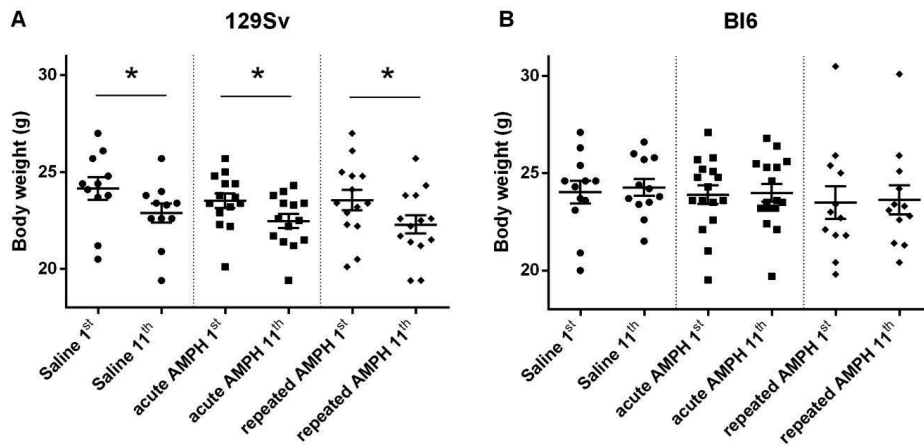 A
129Sv
*
*
*
Body weight (g)
30
25
20
Saline 1st
Saline 11th
acute AMPH 1st
acute AMPH 11th
repeated AMPH 1st
repeated AMPH 11th
B
Bl6
Body weight (g)
30
25
20
Saline 1st
Saline 11th
acute AMPH 1st
acute AMPH 11th
repeated AMPH 1st
repeated AMPH 11th